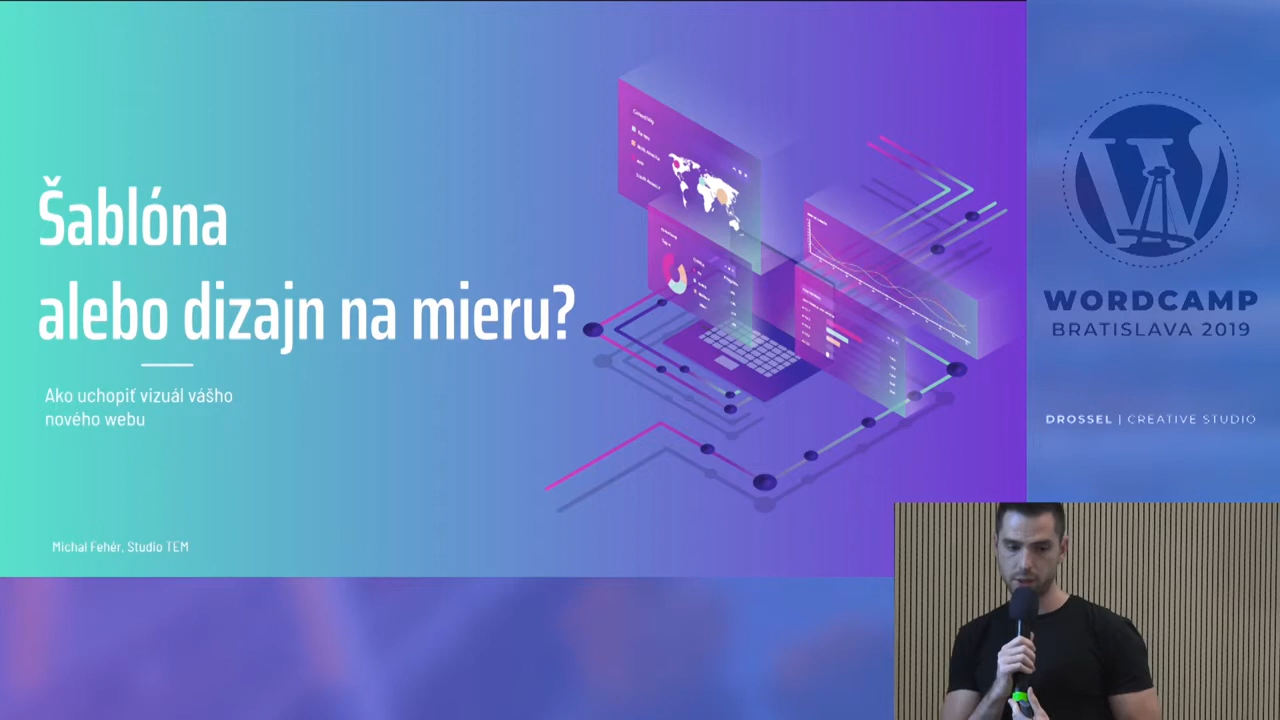 Šablóna
alebo dizajn na mieru?
Ako uchopiť vizuál vášho
nového webu
Michal Fehér, Studio TEM
WORDCAMP
BRATISLAVA 2019
DROSSEL | CREATIVE STUDIO